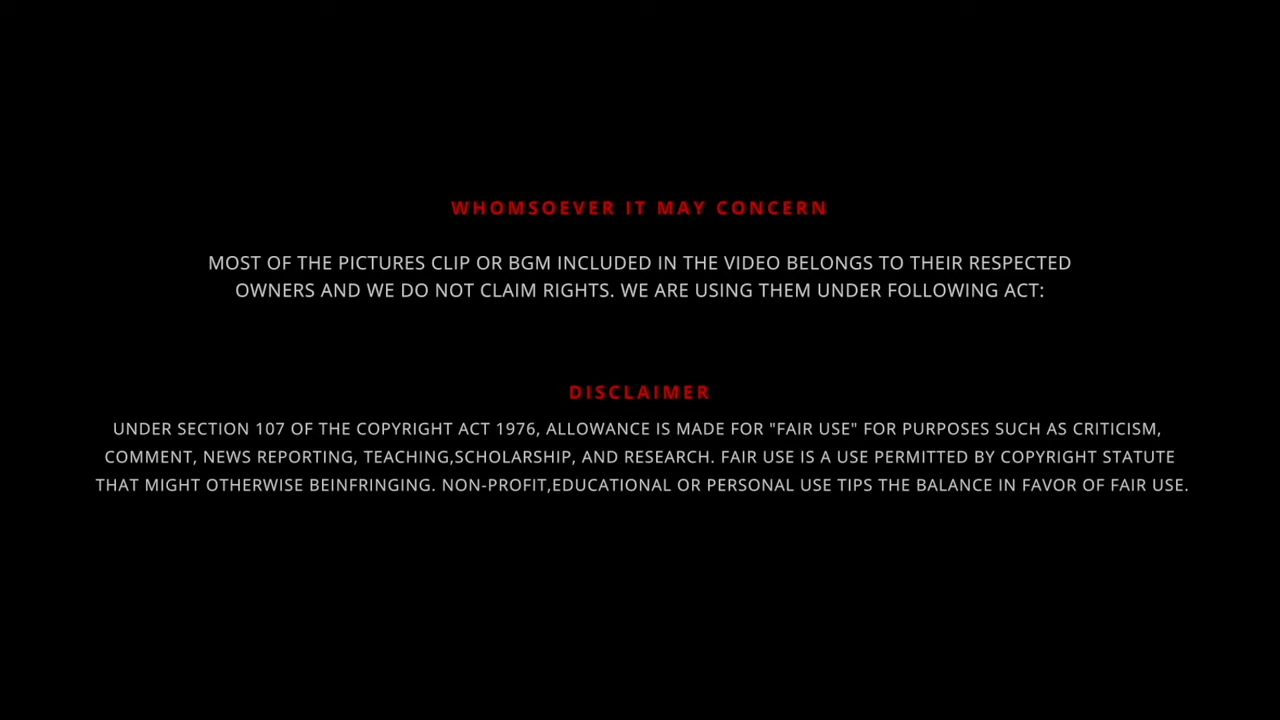 WHOMSOEVER IT MAY CONCERN
MOST OF THE PICTURES CLIP OR BGM INCLUDED IN THE VIDEO BELONGS TO THEIR RESPECTED
OWNERS AND WE DO NOT CLAIM RIGHTS. WE ARE USING THEM UNDER FOLLOWING ACT:
DISCLAIMER
UNDER SECTION 107 OF THE COPYRIGHT ACT 1976, ALLOWANCE IS MADE FOR "FAIR USE" FOR PURPOSES SUCH AS CRITICISM,
COMMENT, NEWS REPORTING, TEACHING,SCHOLARSHIP, AND RESEARCH. FAIR USE IS A USE PERMITTED BY COPYRIGHT STATUTE
THAT MIGHT OTHERWISE BEINFRINGING. NON-PROFIT,EDUCATIONAL OR PERSONAL USE TIPS THE BALANCE IN FAVOR OF FAIR USE.